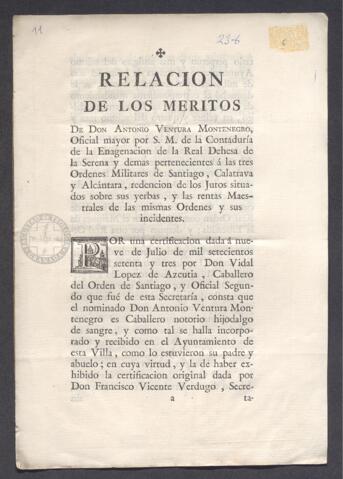 11
23-6
✠
RELACION
DE LOS MERITOS
DE DON ANTONIO VENTURA MONTENEGRO,
Oficial mayor por S. M. de la Contaduría
de la Enagenacion de la Real Dehesa de
la Serena y demas pertenecientes á las tres
Ordenes Militares de Santiago, Calatrava
y Alcántara, redencion de los Juros situa-
dos sobre sus yerbas, y las rentas Maes-
trales de las mismas Ordenes y sus
incidentes.
POR una certificacion dada á nue-
ve de Julio de mil setecientos
setenta y tres por Don Vidal
Lopez de Azcutia, Caballero
del Orden de Santiago, y Oficial Segun-
do que fué de esta Secretaría, consta que
el nominado Don Antonio Ventura Mon-
tenegro es Caballero notorio hijodalgo
de sangre, y como tal se halla incorpo-
rado y recibido en el Ayuntamiento de
esta Villa, como lo estuvieron su padre y
abuelo; en cuya virtud, y la de haber ex-
hibido la certificacion original dada por
Don Francisco Vicente Verdugo, Secre-
a ta-